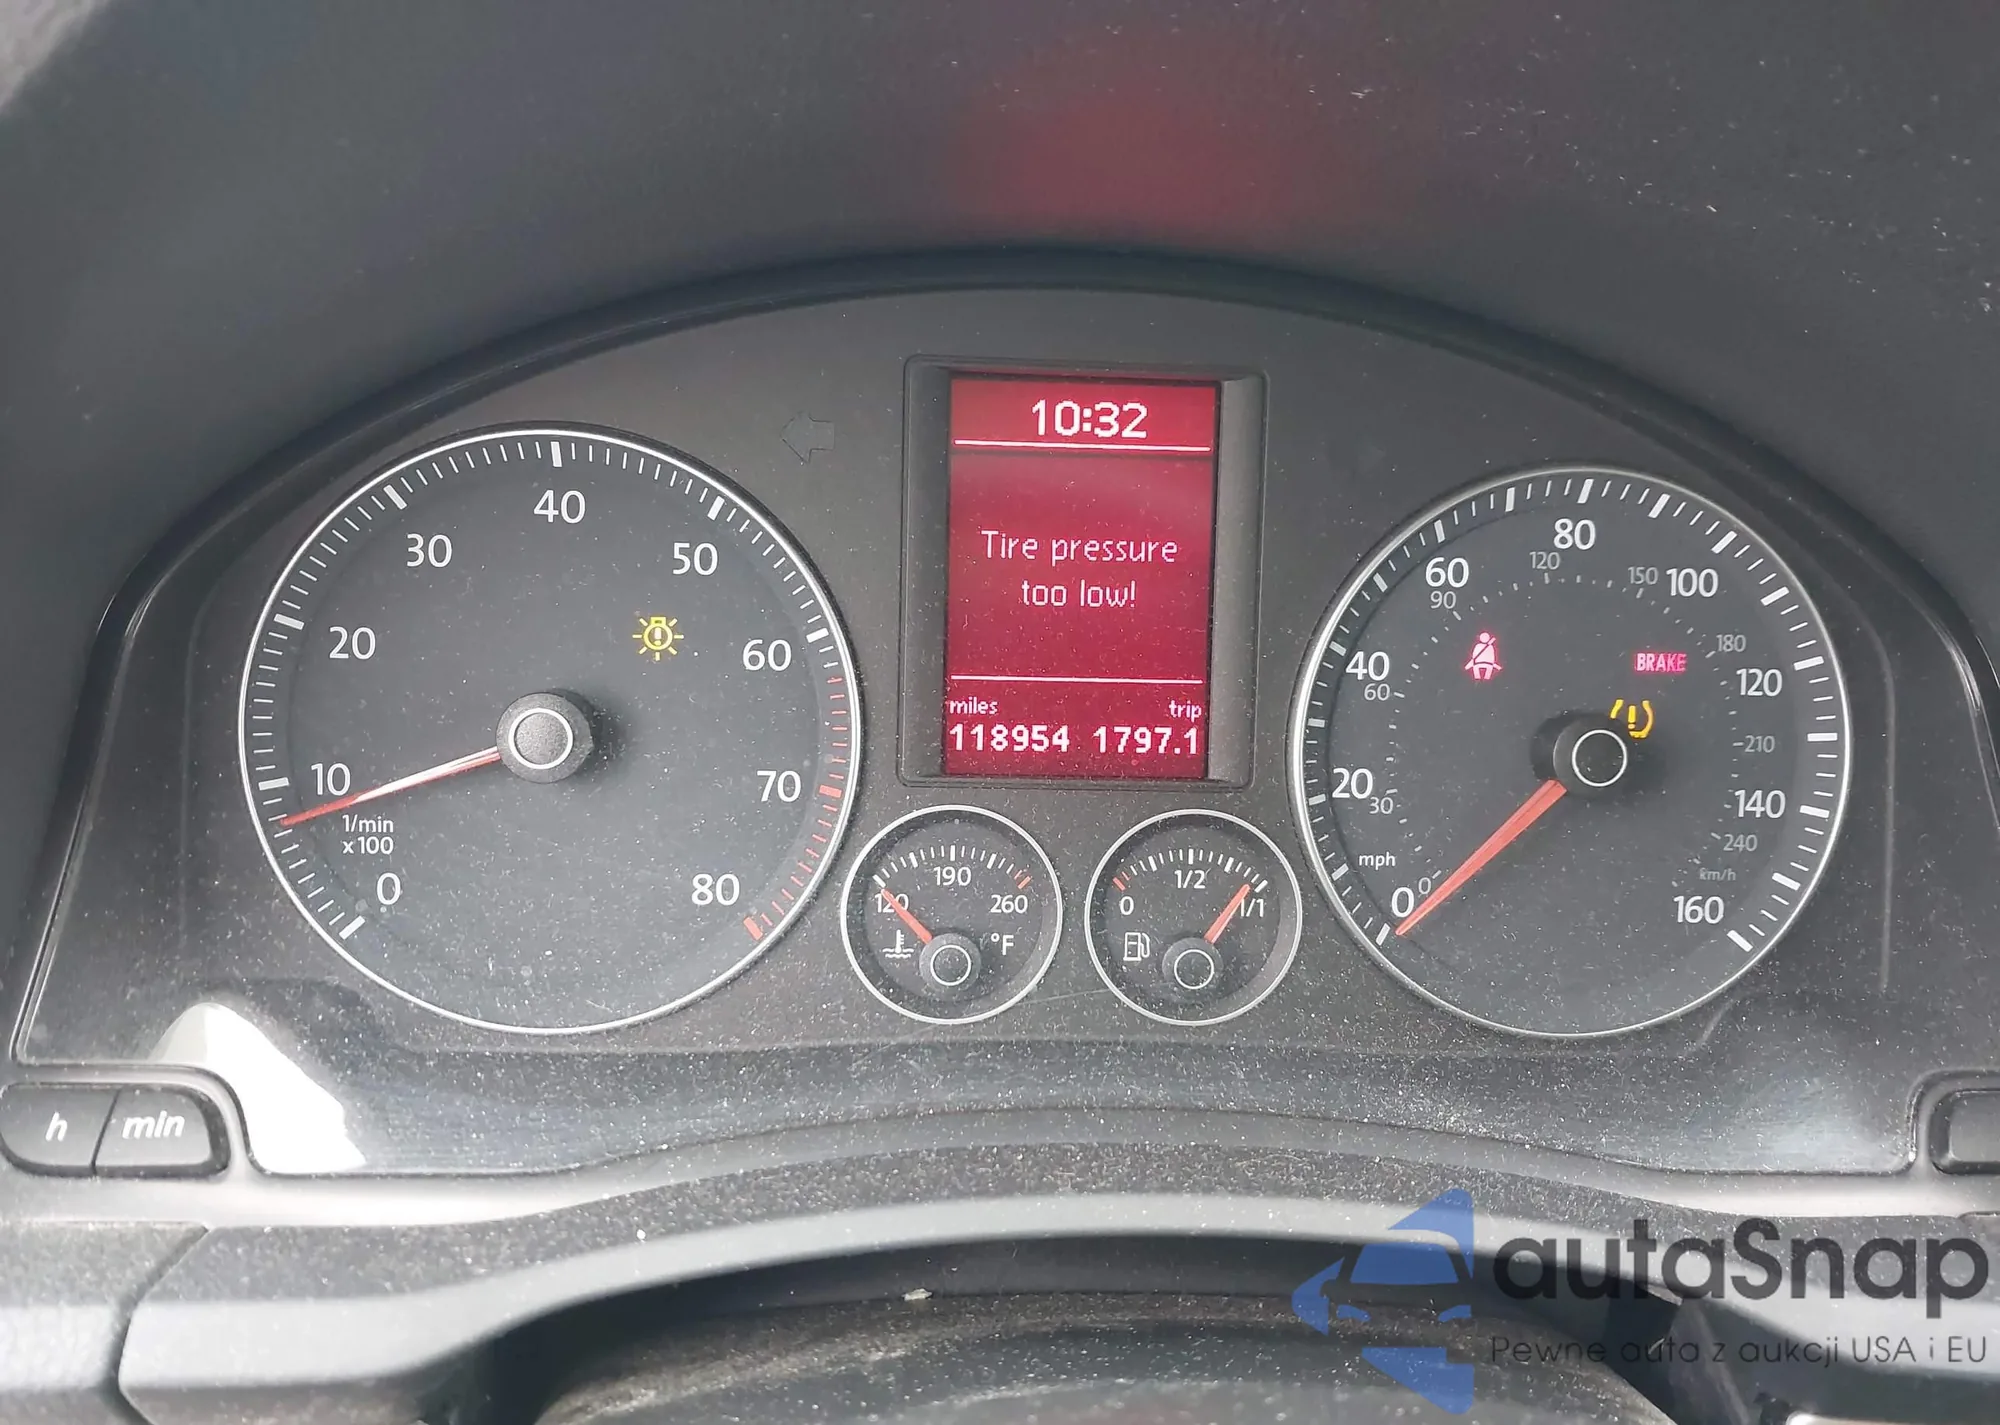 10:32
Tire pressure
too low!
miles trip
118954 1797.1
0
10
20
30
40
50
60
70
80
1/min
x 100
120 190 260
°F
0 1/2 1/1
0 20 40 60 80 100 120 140 160
mph
0 30 60 90 120 150 180 210 240
km/h
BRAKE
h min
autaSnap
Pewne auta z aukcji USA i EU